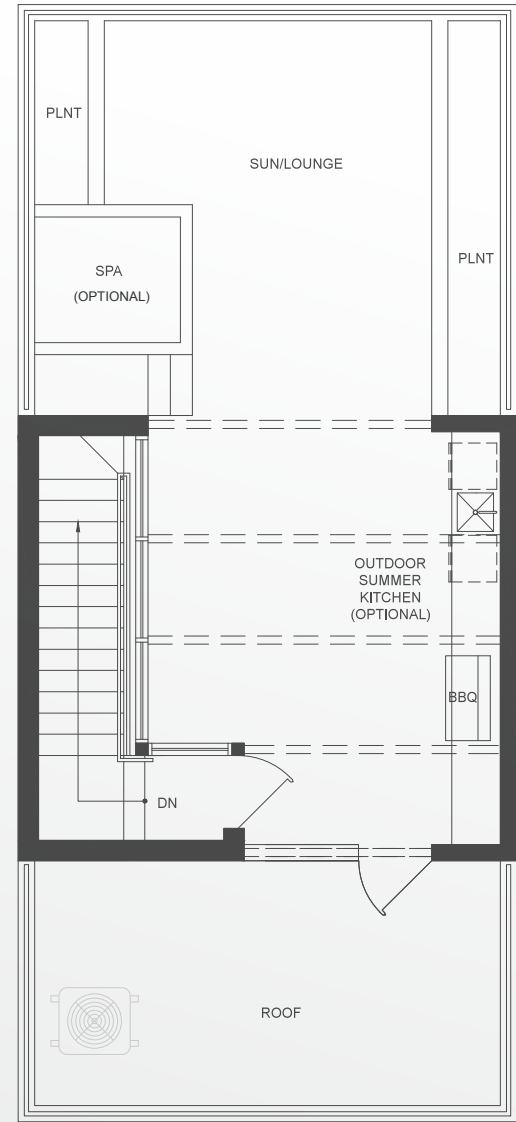 PLNT
SUN/LOUNGE
PLNT
SPA
(OPTIONAL)
OUTDOOR
SUMMER
KITCHEN
(OPTIONAL)
BBQ
DN
ROOF